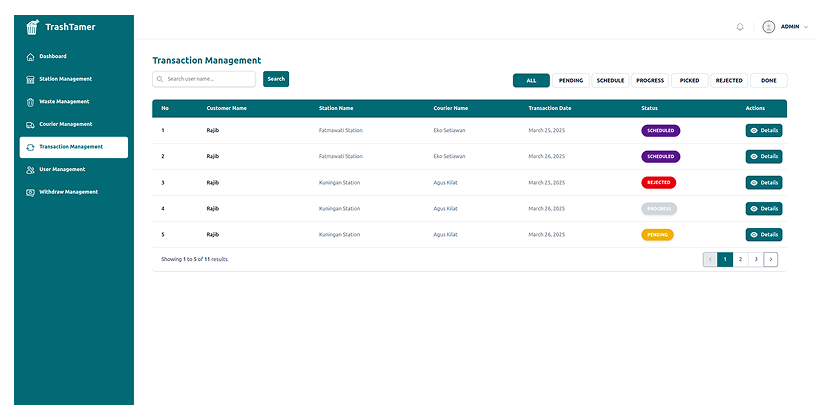 TrashTamer
ADMIN
Dashboard
Station Management
Waste Management
Courier Management
Transaction Management
User Management
Withdraw Management
Transaction Management
Search user name...
Search
ALL PENDING SCHEDULE PROGRESS PICKED REJECTED DONE
No Customer Name Station Name Courier Name Transaction Date Status Actions
1 Rajib Fatmawati Station Eko Setiawan March 25, 2025 SCHEDULED Details
2 Rajib Fatmawati Station Eko Setiawan March 26, 2025 SCHEDULED Details
3 Rajib Kuningan Station Agus Kilat March 25, 2025 REJECTED Details
4 Rajib Kuningan Station Agus Kilat March 26, 2025 PROGRESS Details
5 Rajib Kuningan Station Agus Kilat March 26, 2025 PENDING Details
Showing 1 to 5 of 11 results
< 1 2 3 >